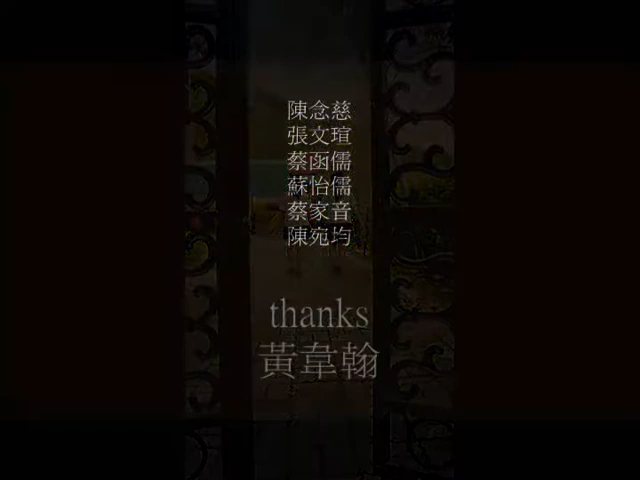 陳念慈
張文瑄
蔡函儒
蘇怡儒
蔡家音
陳宛均
thanks
黃韋翰